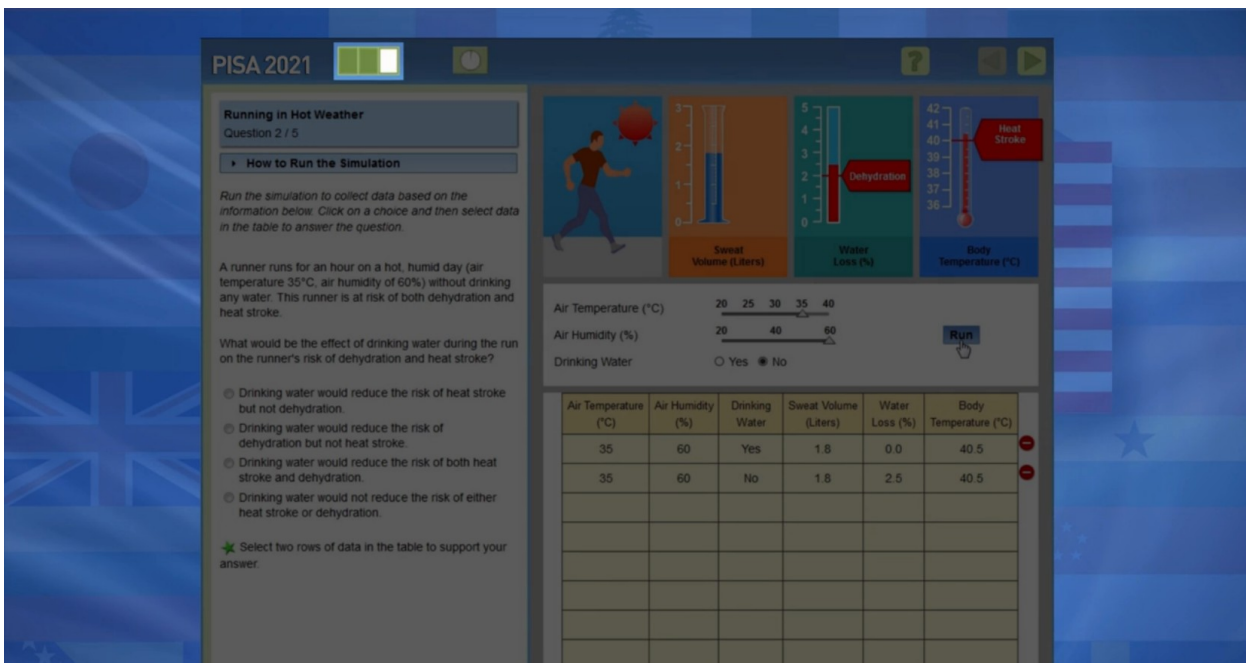 PISA 2021
?
Running in Hot Weather
Question 2 / 5
How to Run the Simulation
Run the simulation to collect data based on the
information below. Click on a choice and then select data
in the table to answer the question.
A runner runs for an hour on a hot, humid day (air
temperature 35°C, air humidity of 60%) without drinking
any water. This runner is at risk of both dehydration and
heat stroke.
What would be the effect of drinking water during the run
on the runner's risk of dehydration and heat stroke?
Drinking water would reduce the risk of heat stroke
but not dehydration.
Drinking water would reduce the risk of
dehydration but not heat stroke.
Drinking water would reduce the risk of both heat
stroke and dehydration.
Drinking water would not reduce the risk of either
heat stroke or dehydration.
Select two rows of data in the table to support your
answer.
3
2
1
0
Sweat
Volume (Liters)
5
4
3
2
1
0
Dehydration
Water
Loss (%)
42
41
40
39
38
37
36
Heat
Stroke
Body
Temperature (°C)
Air Temperature (°C) 20 25 30 35 40
Air Humidity (%) 20 40 60
Drinking Water Yes No
Run
Air Temperature (°C) Air Humidity (%) Drinking Water Sweat Volume (Liters) Water Loss (%) Body Temperature (°C)
35 60 Yes 1.8 0.0 40.5
35 60 No 1.8 2.5 40.5